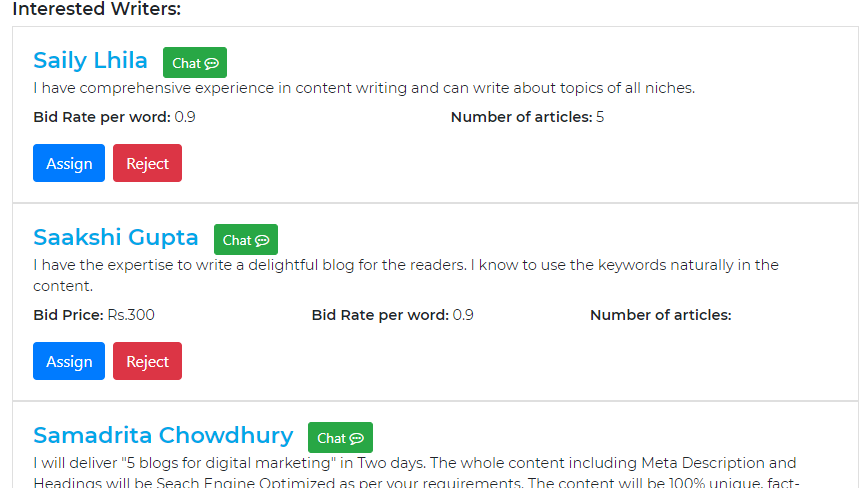 Interested Writers:
Saily Lhila Chat
I have comprehensive experience in content writing and can write about topics of all niches.
Bid Rate per word: 0.9 Number of articles: 5
Assign Reject
Saakshi Gupta Chat
I have the expertise to write a delightful blog for the readers. I know to use the keywords naturally in the
content.
Bid Price: Rs.300 Bid Rate per word: 0.9 Number of articles:
Assign Reject
Samadrita Chowdhury Chat
I will deliver "5 blogs for digital marketing" in Two days. The whole content including Meta Description and
Headings will be Seach Engine Optimized as per your requirements. The content will be 100% unique, fact-